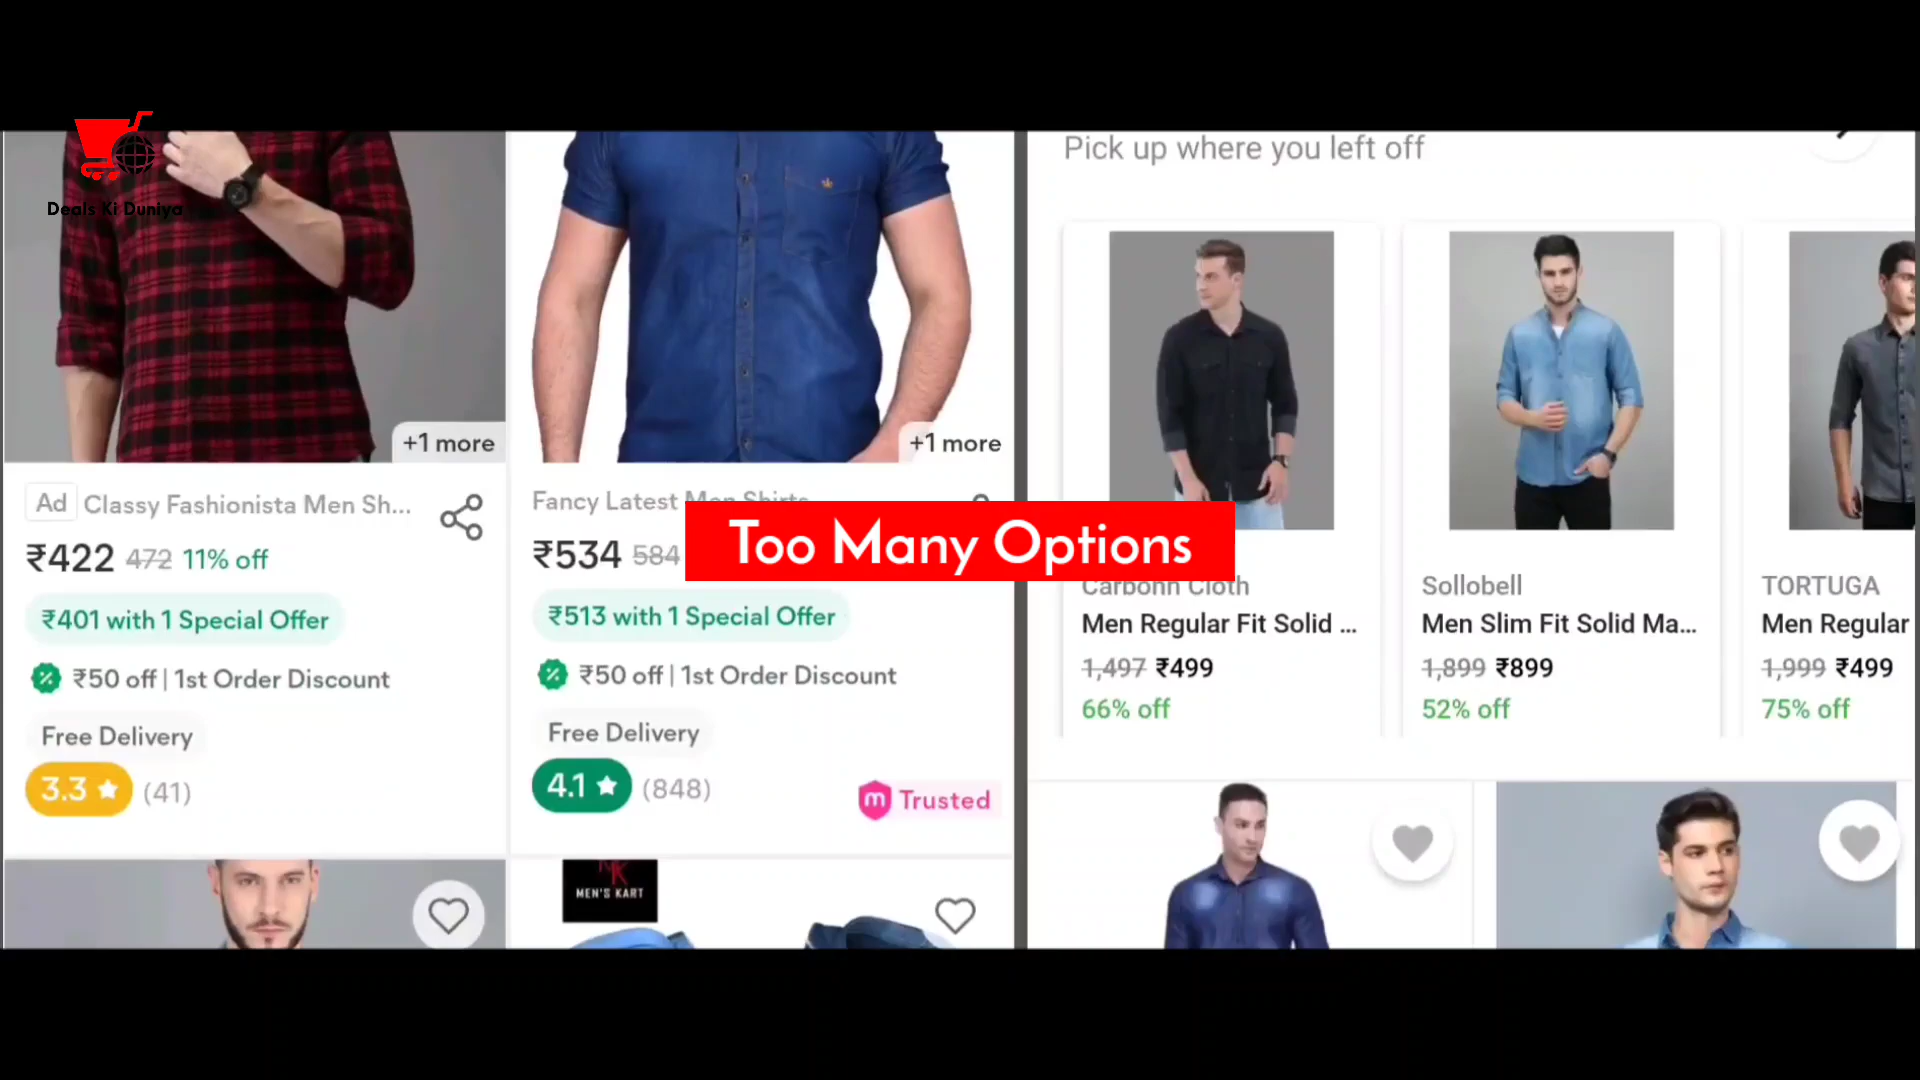 Deals Ki Duniya
+1 more
Ad Classy Fashionista Men Sh...
₹422 472 11% off
₹401 with 1 Special Offer
₹50 off | 1st Order Discount
Free Delivery
3.3 ★ (41)
+1 more
Fancy Latest Men Shirts
₹534 584
₹513 with 1 Special Offer
₹50 off | 1st Order Discount
Free Delivery
4.1 ★ (848)
m Trusted
MEN'S KART
Too Many Options
Pick up where you left off
Carbonn Cloth
Men Regular Fit Solid ...
1,497 ₹499
66% off
Sollobell
Men Slim Fit Solid Ma...
1,899 ₹899
52% off
TORTUGA
Men Regular
1,999 ₹499
75% off